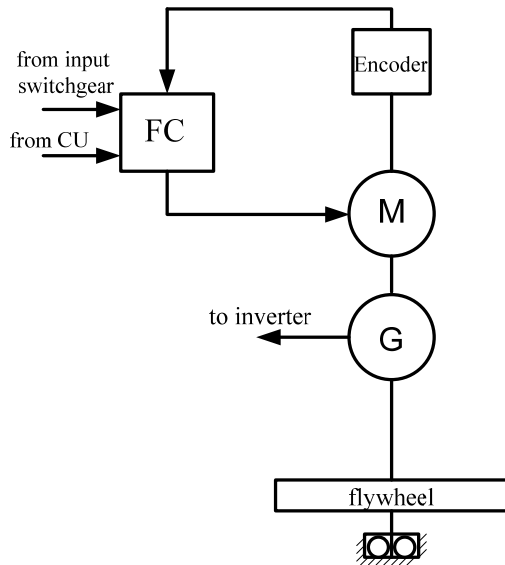 Encoder
from input
switchgear
FC
from CU
M
to inverter
G
flywheel